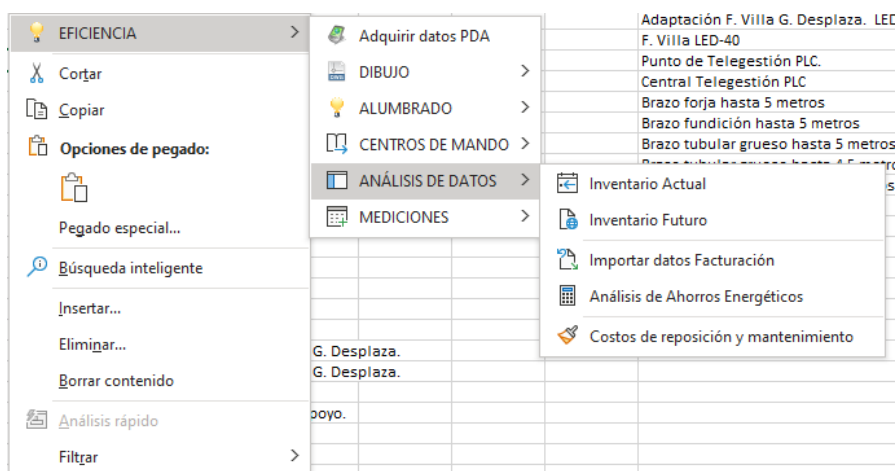 EFICIENCIA
Cortar
Copiar
Opciones de pegado:
Pegado especial...
Búsqueda inteligente
Insertar...
Eliminar...
Borrar contenido
Análisis rápido
Filtrar
Adquirir datos PDA
DIBUJO
ALUMBRADO
CENTROS DE MANDO
ANÁLISIS DE DATOS
MEDICIONES
Inventario Actual
Inventario Futuro
Importar datos Facturación
Análisis de Ahorros Energéticos
Costos de reposición y mantenimiento
Adaptación F. Villa G. Desplaza. LED
F. Villa LED-40
Punto de Telegestión PLC.
Central Telegestión PLC
Brazo forja hasta 5 metros
Brazo fundición hasta 5 metros
Brazo tubular grueso hasta 5 metros
G. Desplaza.
G. Desplaza.
poyo.